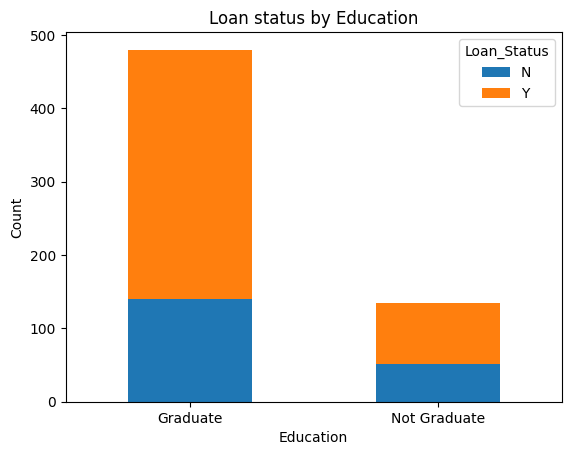 Loan status by Education
Loan_Status
N
Y
Count
500
400
300
200
100
0
Graduate
Not Graduate
Education